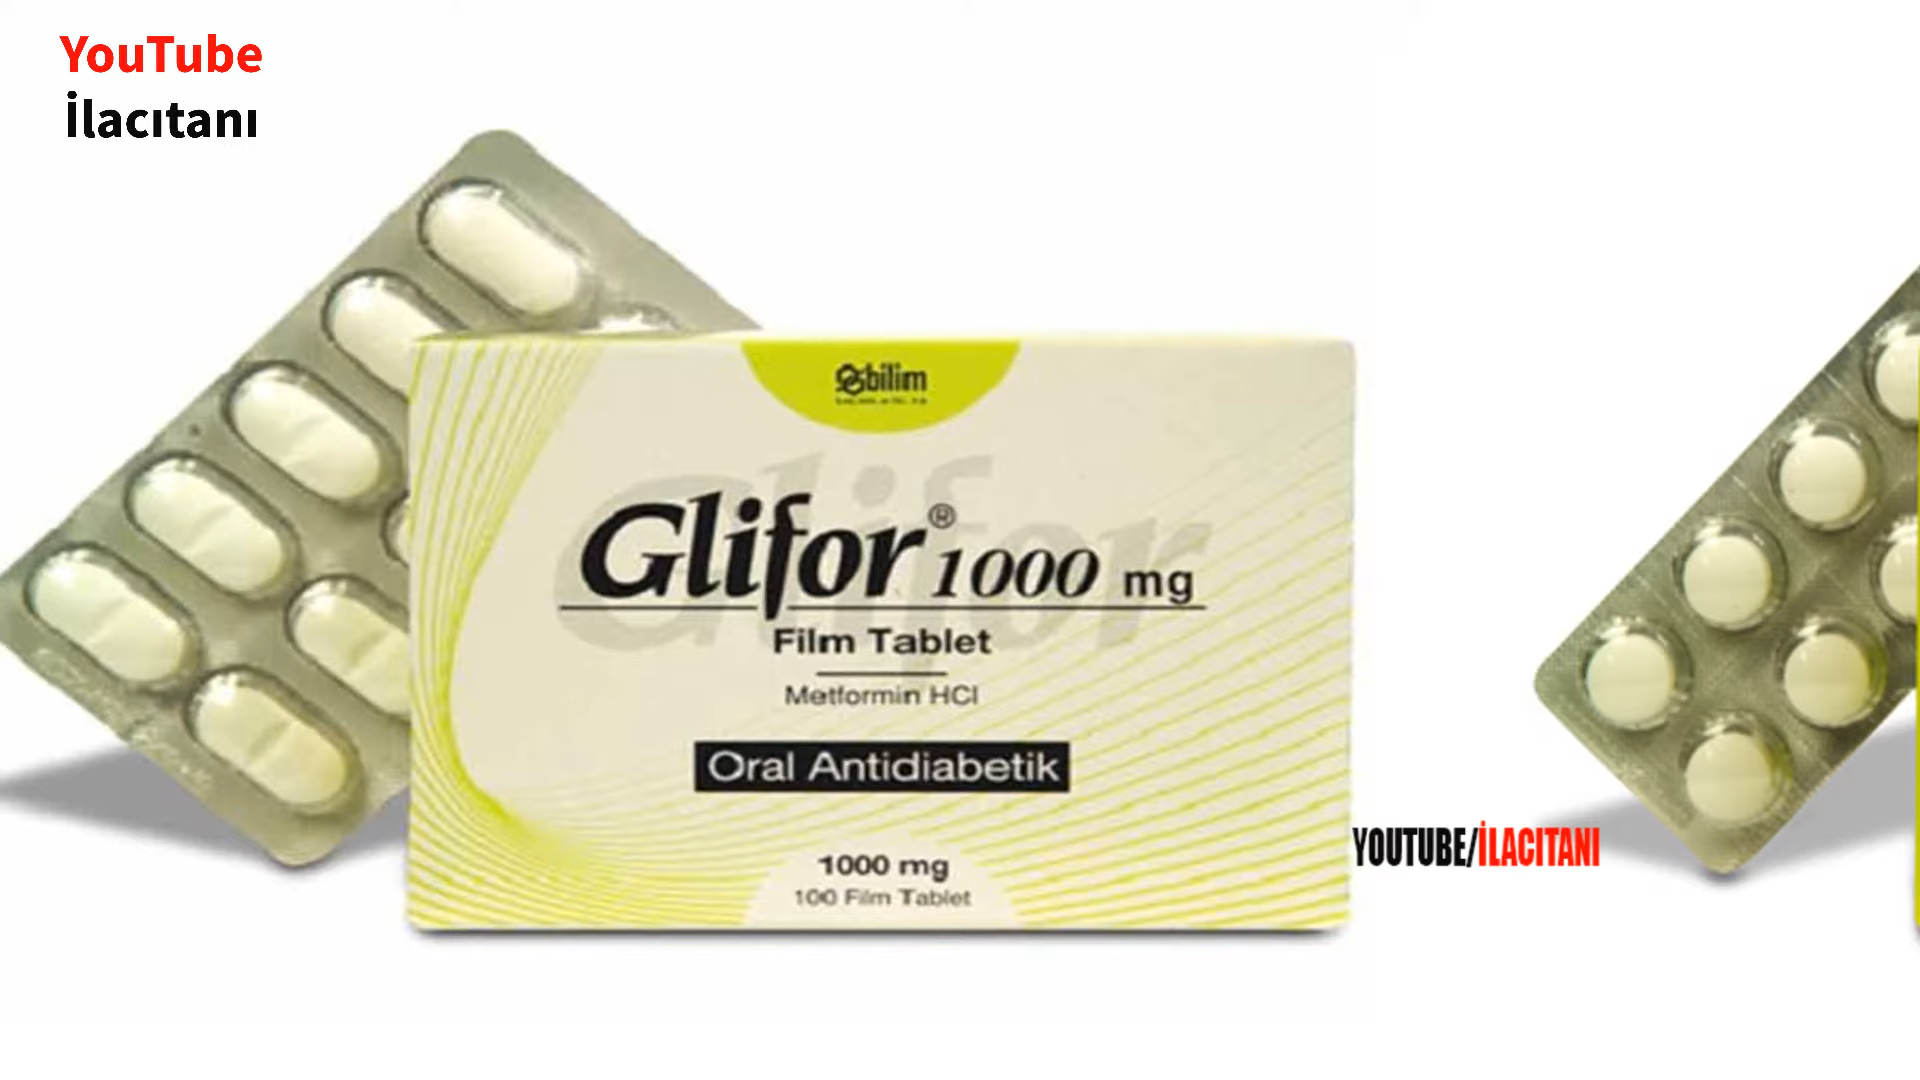 YouTube
İlacıtanı
bilim
Glifor® 1000 mg
Film Tablet
Metformin HCl
Oral Antidiabetik
1000 mg
100 Film Tablet
YOUTUBE/İLACITANI